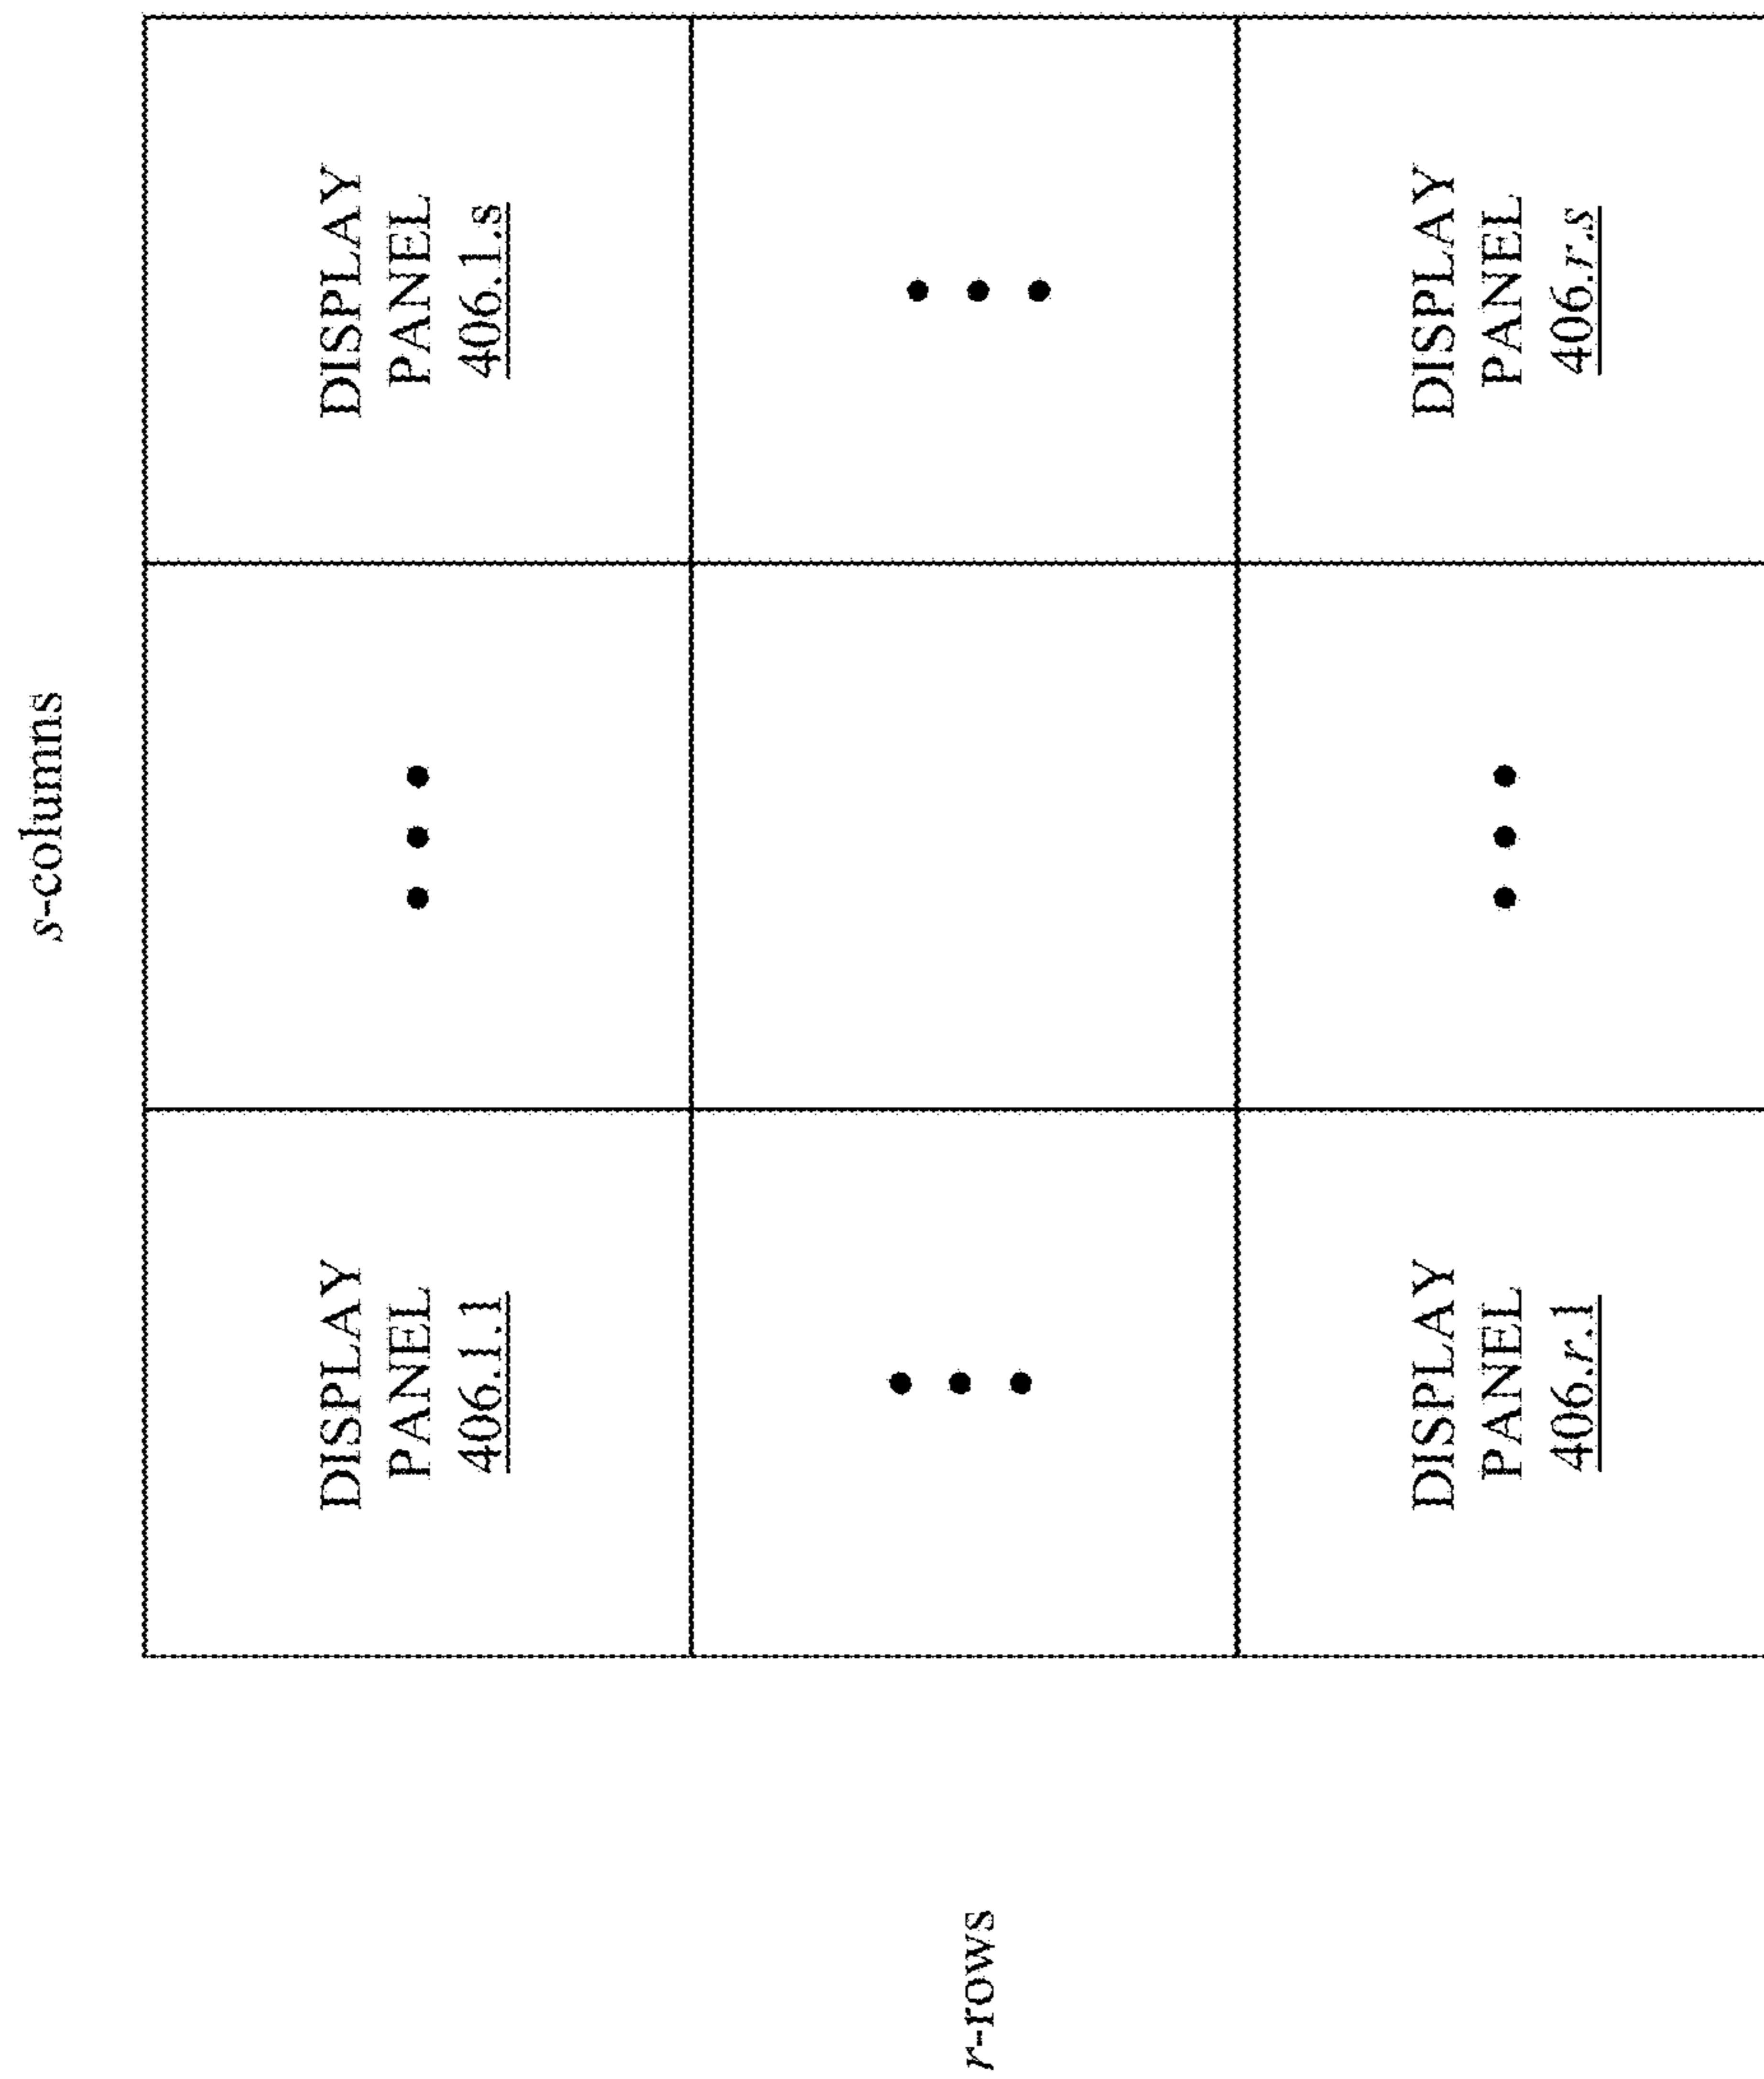 s-columns
DISPLAY
PANEL
406.1.1
DISPLAY
PANEL
406.1.s
r-rows
DISPLAY
PANEL
406.r.1
DISPLAY
PANEL
406.r.s